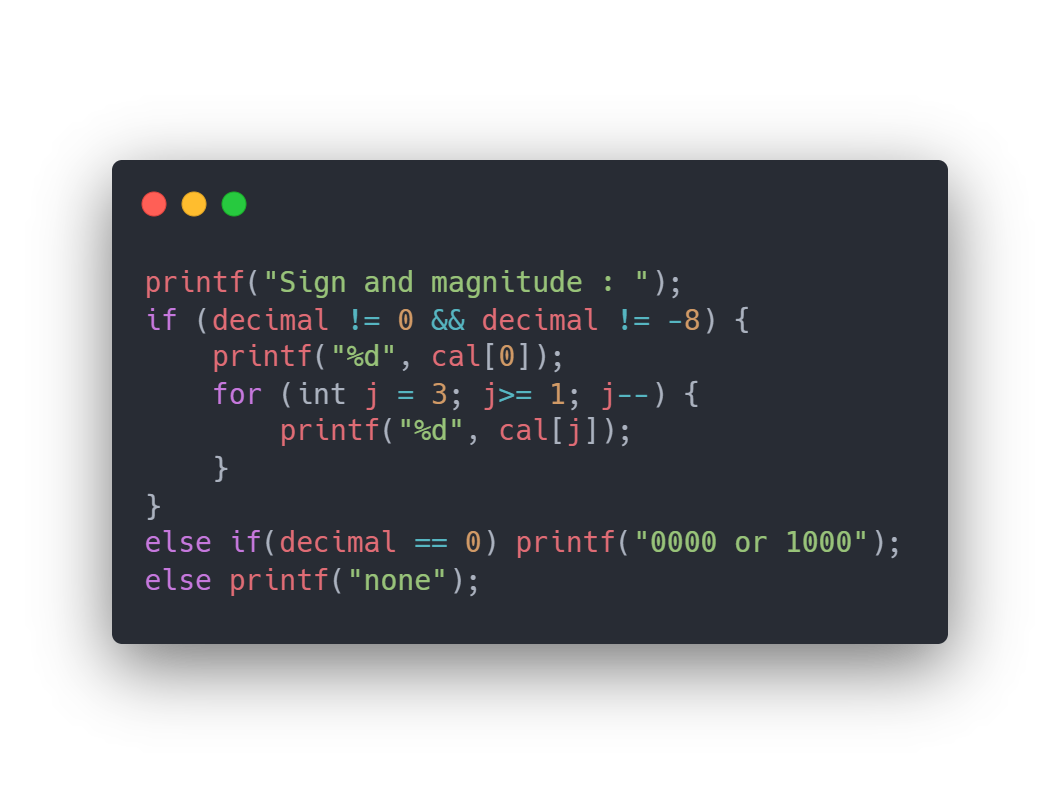 printf("Sign and magnitude : ");
if (decimal != 0 && decimal != -8) {
    printf("%d", cal[0]);
    for (int j = 3; j>= 1; j--) {
        printf("%d", cal[j]);
    }
}
else if(decimal == 0) printf("0000 or 1000");
else printf("none");